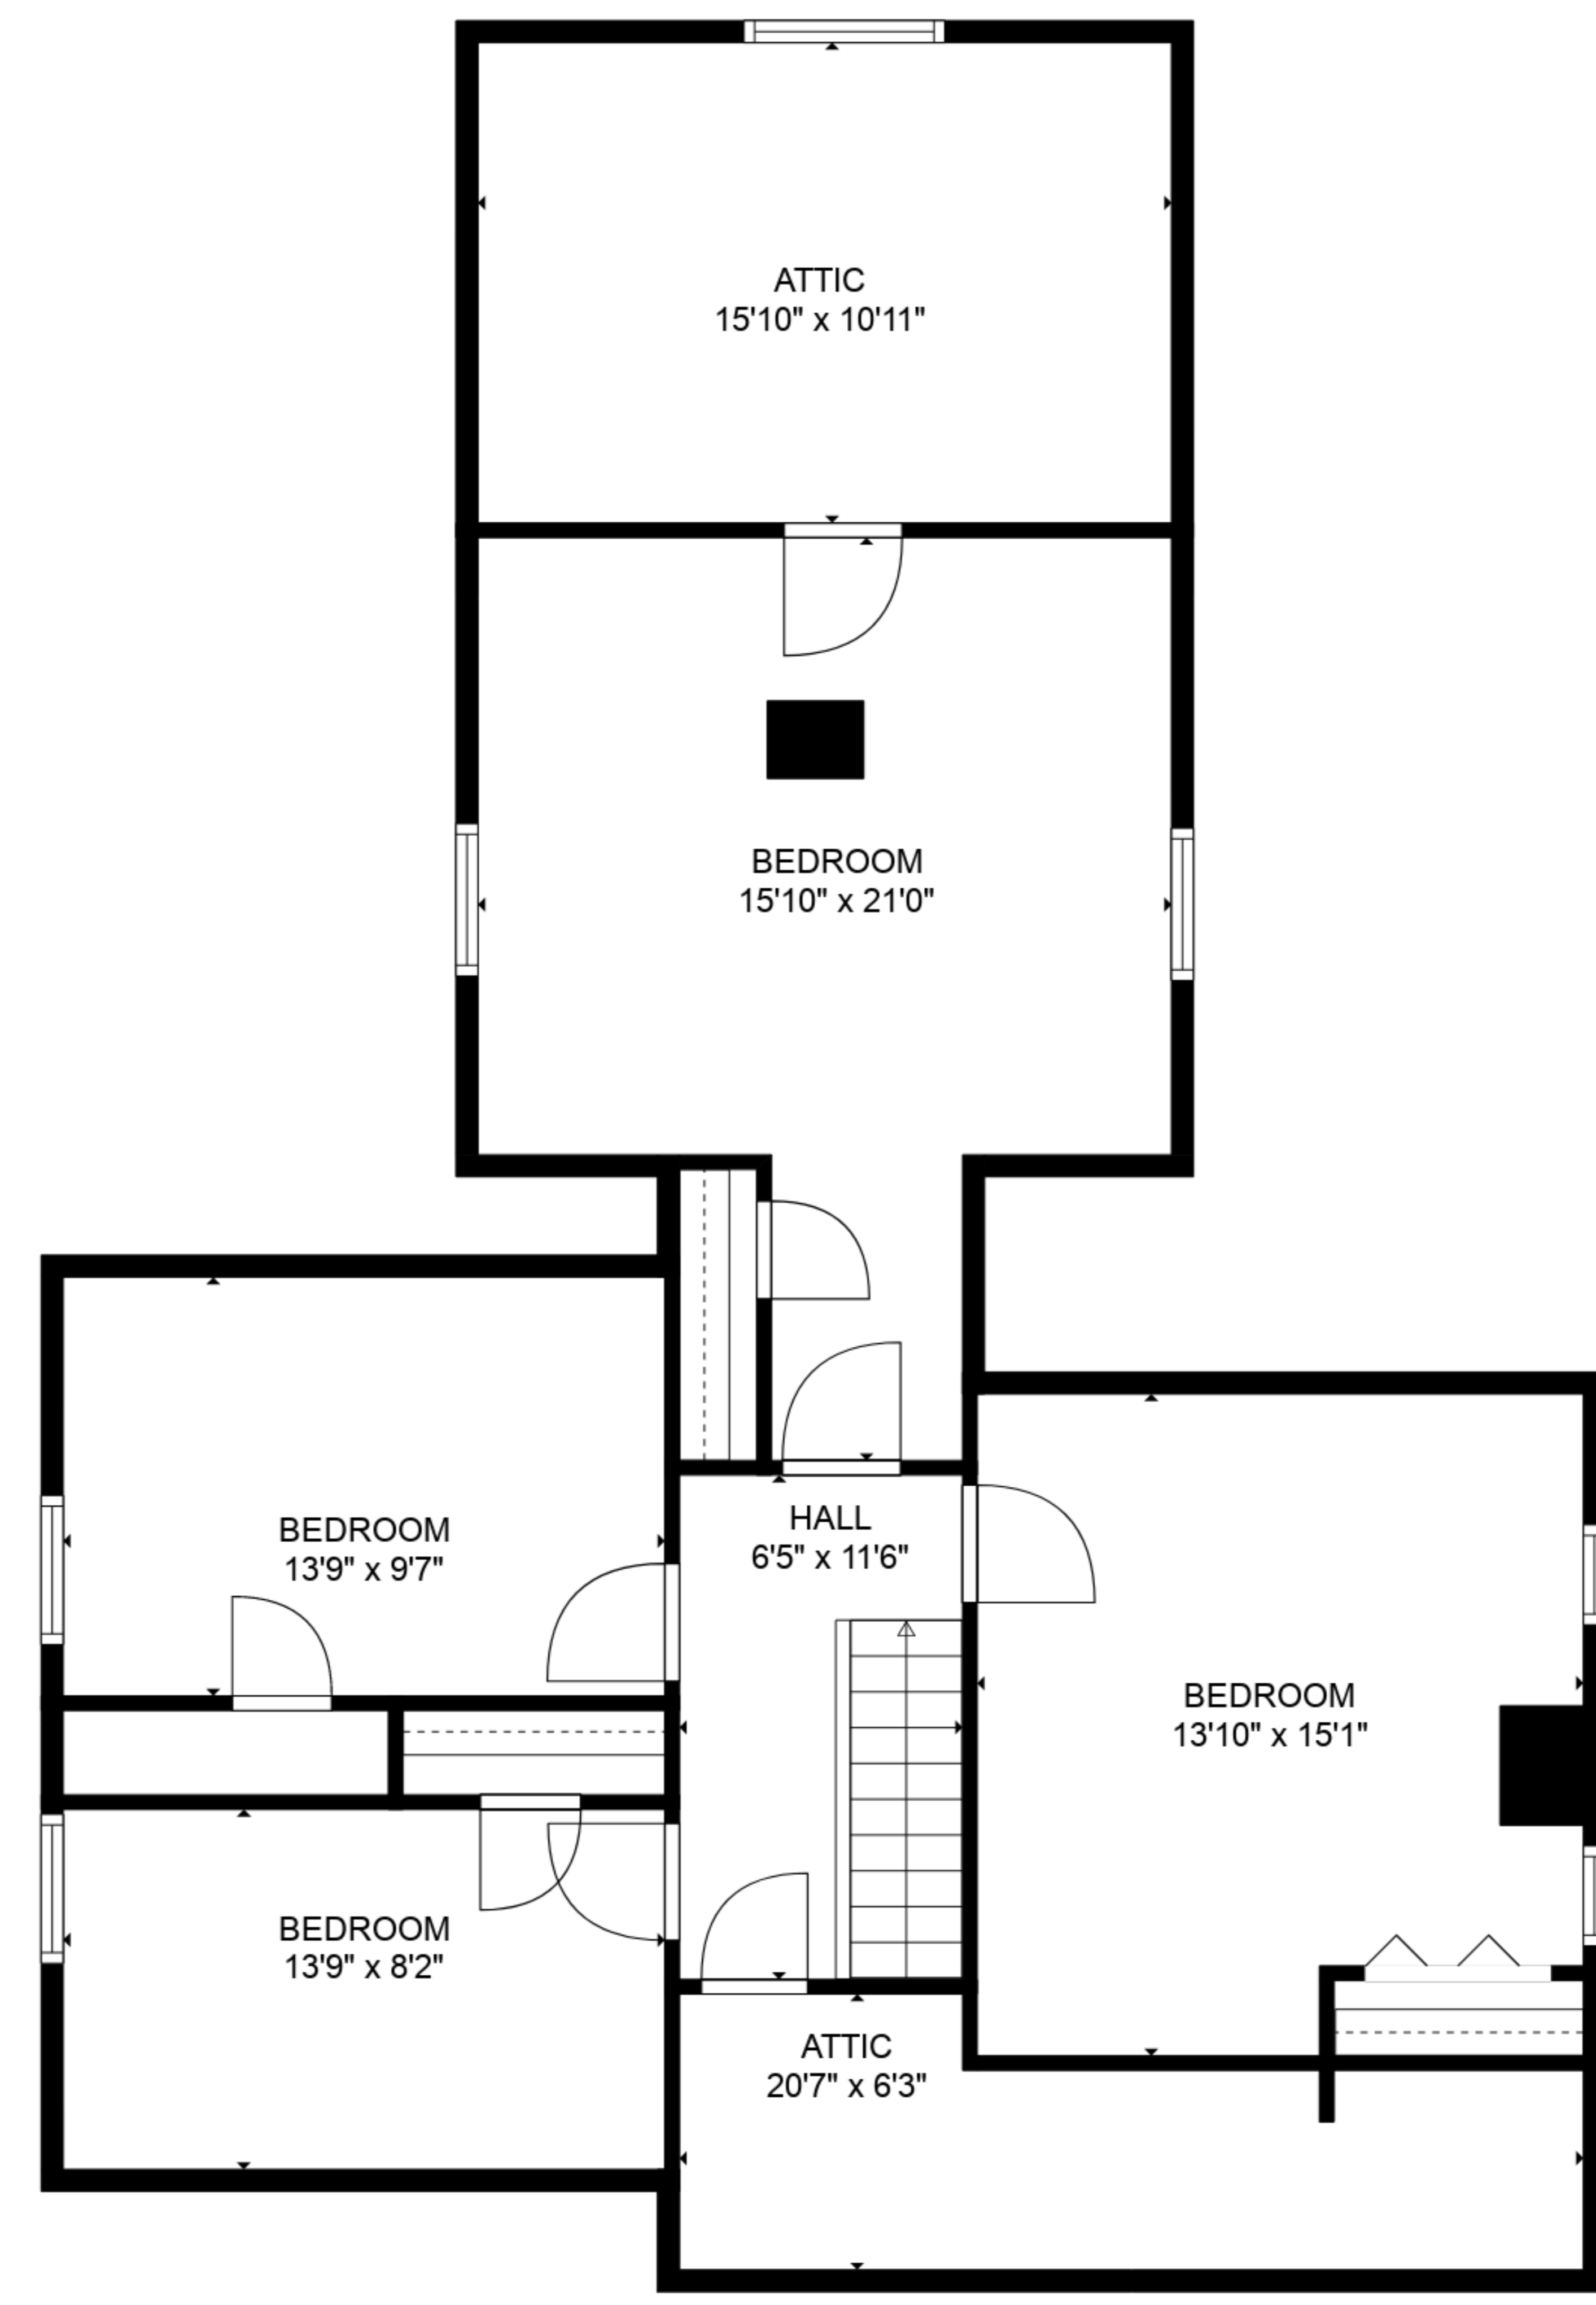 ATTIC
15'10" x 10'11"
BEDROOM
15'10" x 21'0"
HALL
6'5" x 11'6"
BEDROOM
13'9" x 9'7"
BEDROOM
13'10" x 15'1"
BEDROOM
13'9" x 8'2"
ATTIC
20'7" x 6'3"